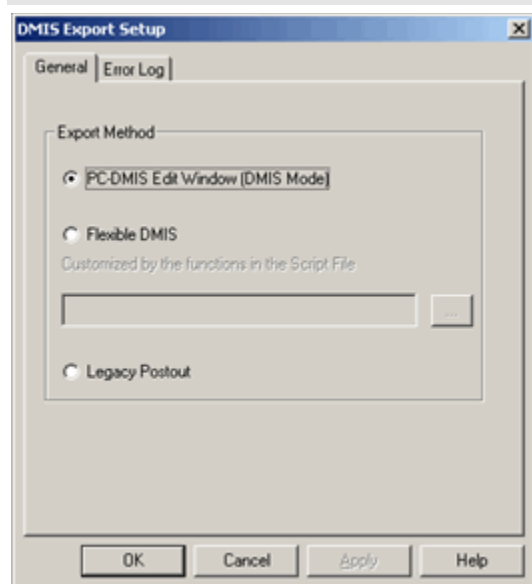 DMIS Export Setup
General Error Log
Export Method
PC-DMIS Edit Window (DMIS Mode)
Flexible DMIS
Customized by the functions in the Script File
...
Legacy Postout
OK Cancel Apply Help